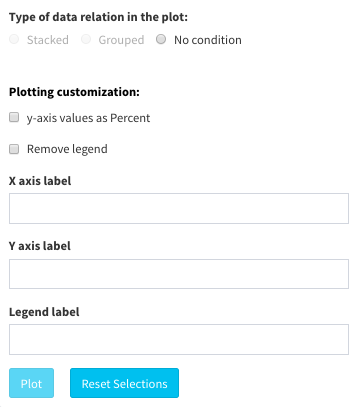 Type of data relation in the plot:
Stacked Grouped No condition
Plotting customization:
y-axis values as Percent
Remove legend
X axis label
Y axis label
Legend label
Plot Reset Selections